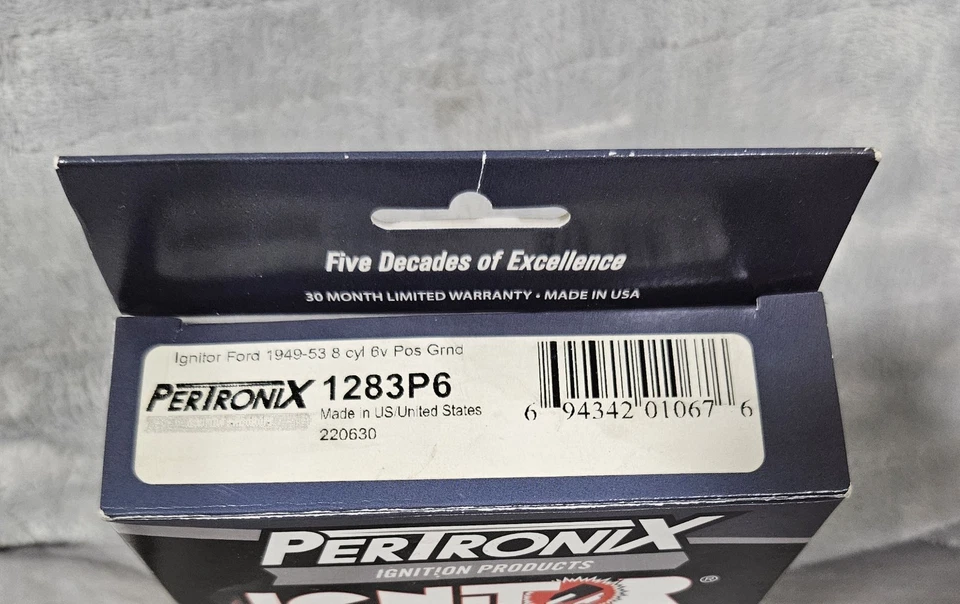 Five Decades of Excellence
30 MONTH LIMITED WARRANTY • MADE IN USA
Ignitor Ford 1949-53 8 cyl 6v Pos Grnd
PERTRONIX 1283P6
Made in US/United States
220630
6 94342 01067 6
PERTRONIX
IGNITION PRODUCTS
IGNITOR ®